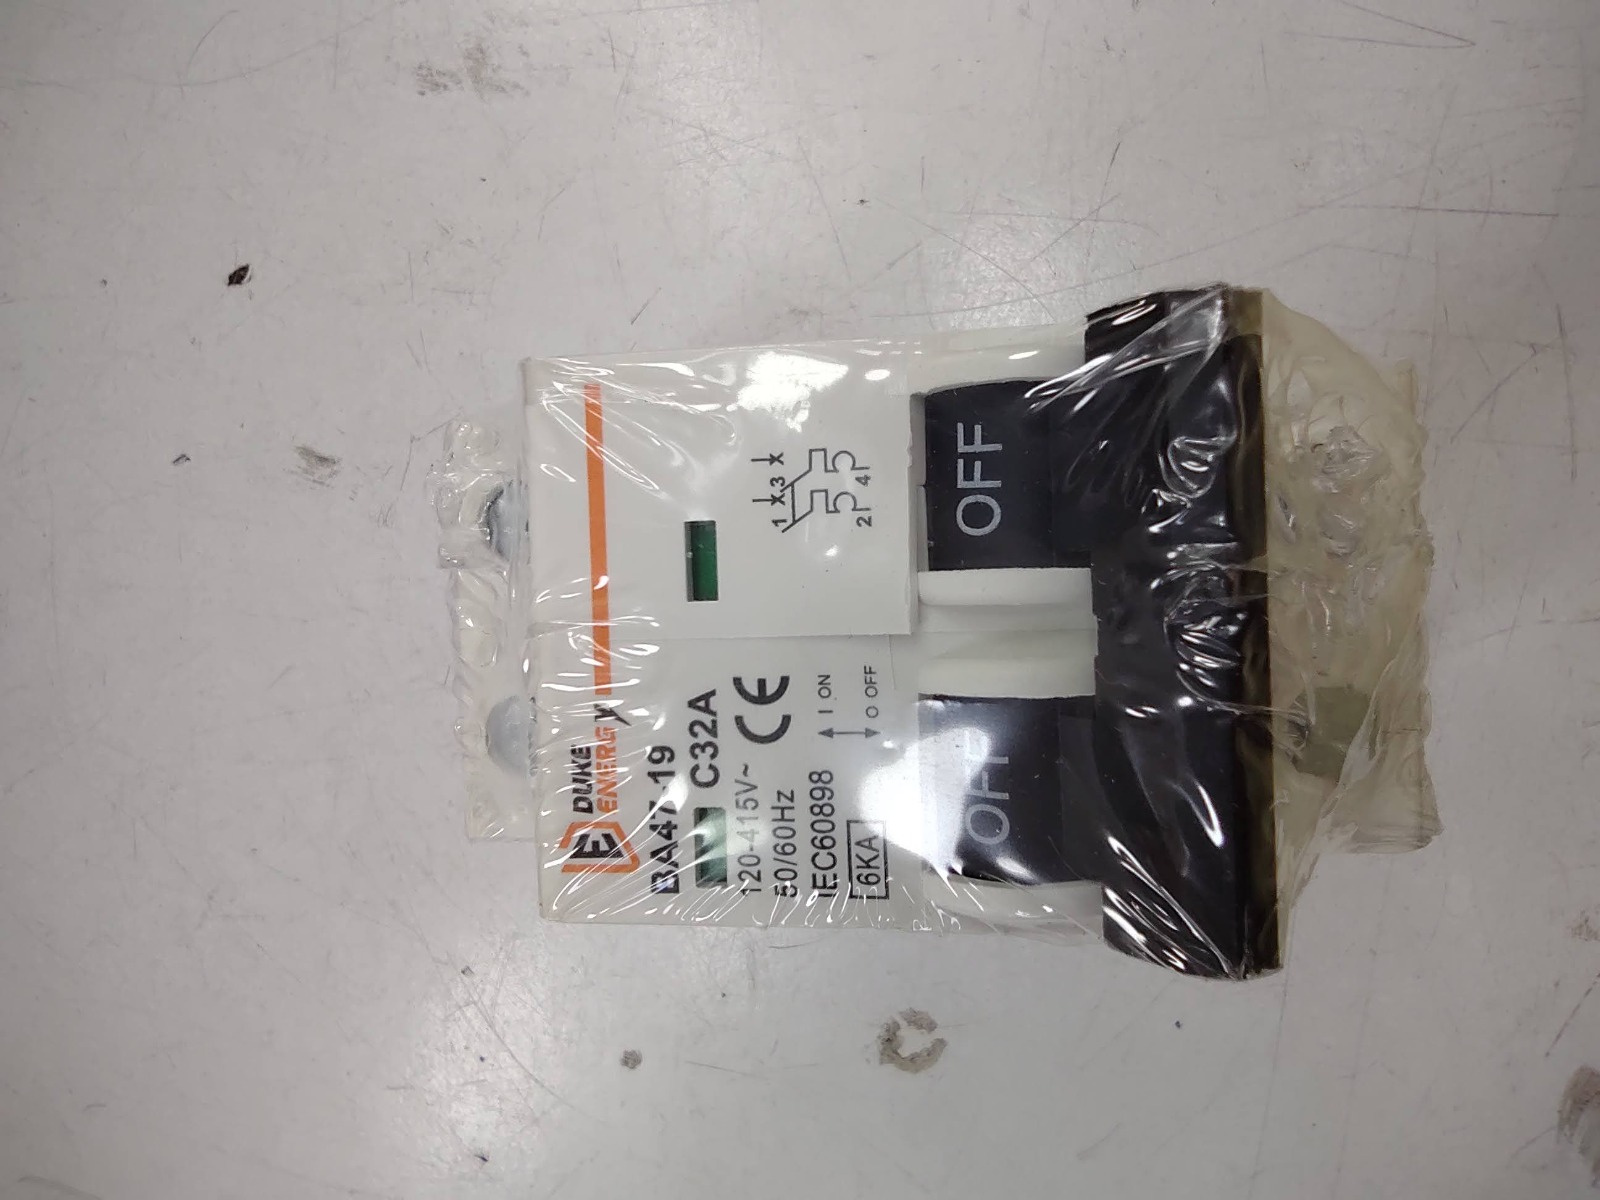 DUKE
ENERGY
BA47-19
C32A
120-415V~
50/60Hz
CE
IEC60898
I ON
O OFF
6KA
1 3
2 4
OFF OFF